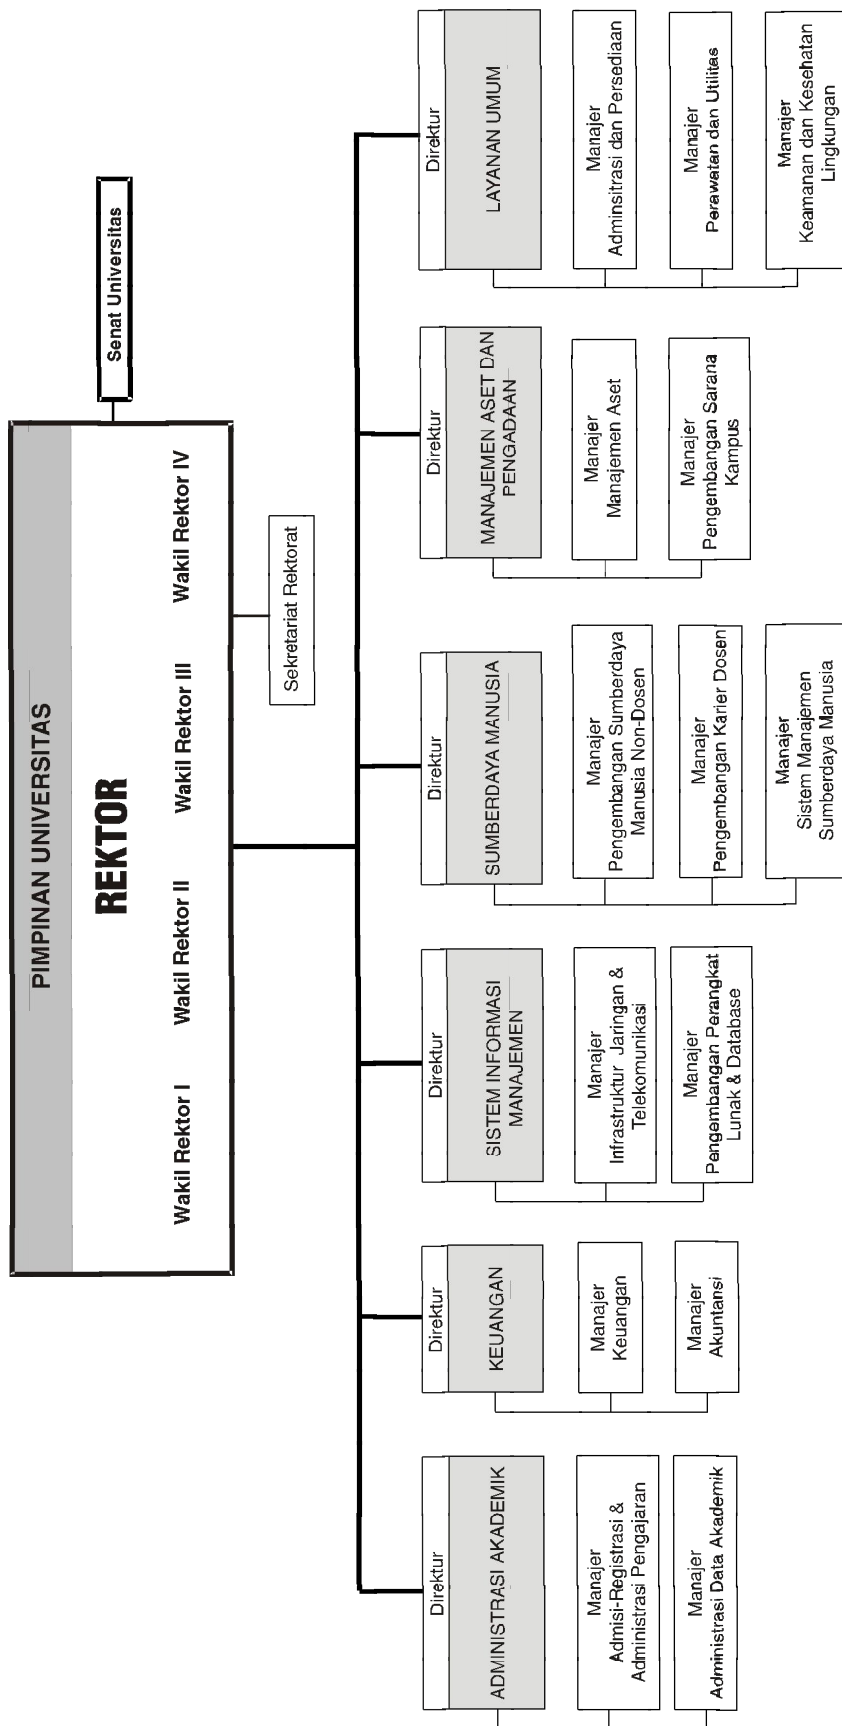 PIMPINAN UNIVERSITAS
REKTOR
Wakil Rektor I
Wakil Rektor II
Wakil Rektor III
Wakil Rektor IV
Senat Universitas
Sekretariat Rektorat
Direktur
ADMINISTRASI AKADEMIK
Manajer
Admisi-Registrasi &
Administrasi Pengajaran
Manajer
Administrasi Data Akademik
Direktur
KEUANGAN
Manajer
Keuangan
Manajer
Akuntansi
Direktur
SISTEM INFORMASI
MANAJEMEN
Manajer
Infrastruktur Jaringan &
Telekomunikasi
Manajer
Pengembangan Perangkat
Lunak & Database
Direktur
SUMBERDAYA MANUSIA
Manajer
Pengembangan Sumberdaya
Manusia Non-Dosen
Manajer
Pengembangan Karier Dosen
Manajer
Sistem Manajemen
Sumberdaya Manusia
Direktur
MANAJEMEN ASET DAN
PENGADAAN
Manajer
Manajemen Aset
Manajer
Pengembangan Sarana
Kampus
Direktur
LAYANAN UMUM
Manajer
Adminsitrasi dan Persediaan
Manajer
Perawatan dan Utilitas
Manajer
Keamanan dan Kesehatan
Lingkungan